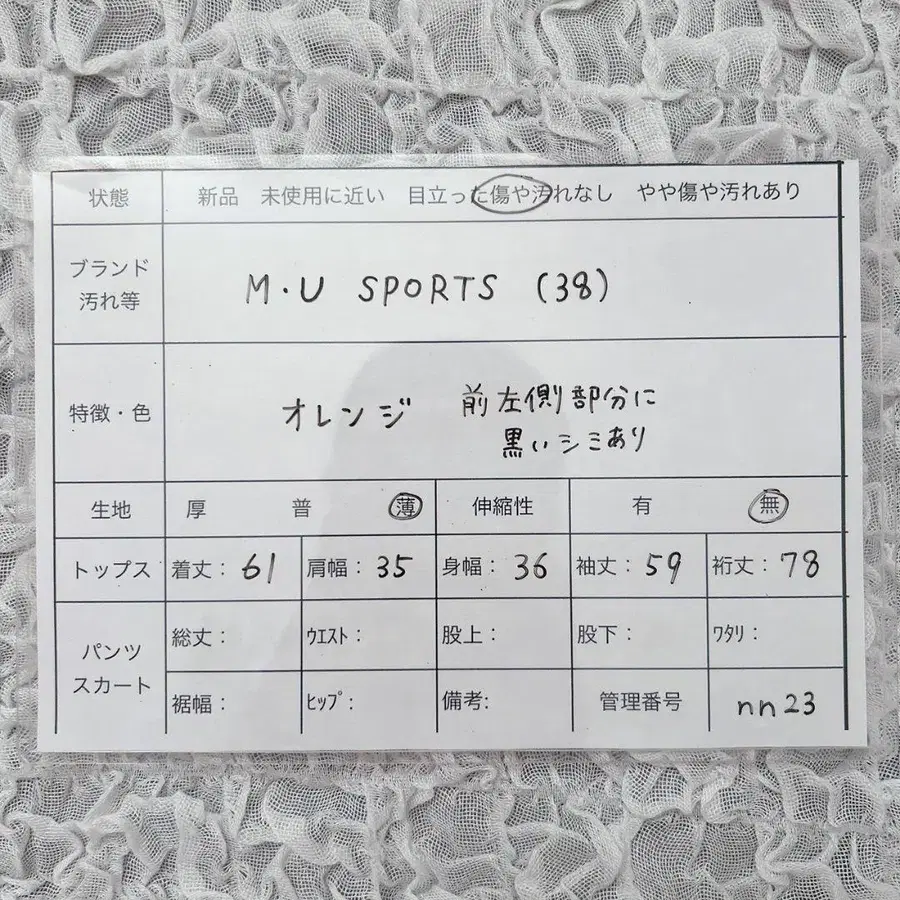 状態 新品 未使用に近い 目立った傷や汚れなし やや傷や汚れあり
ブランド
汚れ等
M・U SPORTS (38)
特徴・色
オレンジ 前左側部分に
黒いシミあり
生地 厚 普 薄 伸縮性 有 無
トップス 着丈: 61 肩幅: 35 身幅: 36 袖丈: 59 裄丈: 78
パンツ
スカート
総丈: ウエスト: 股上: 股下: ワタリ:
裾幅: ヒップ: 備考: 管理番号 nn23